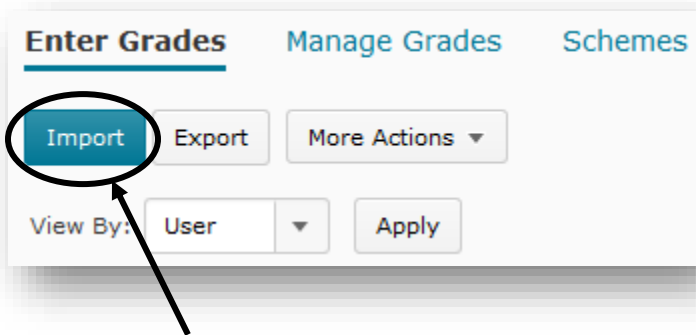 Enter Grades Manage Grades Schemes
Import Export More Actions
View By: User Apply